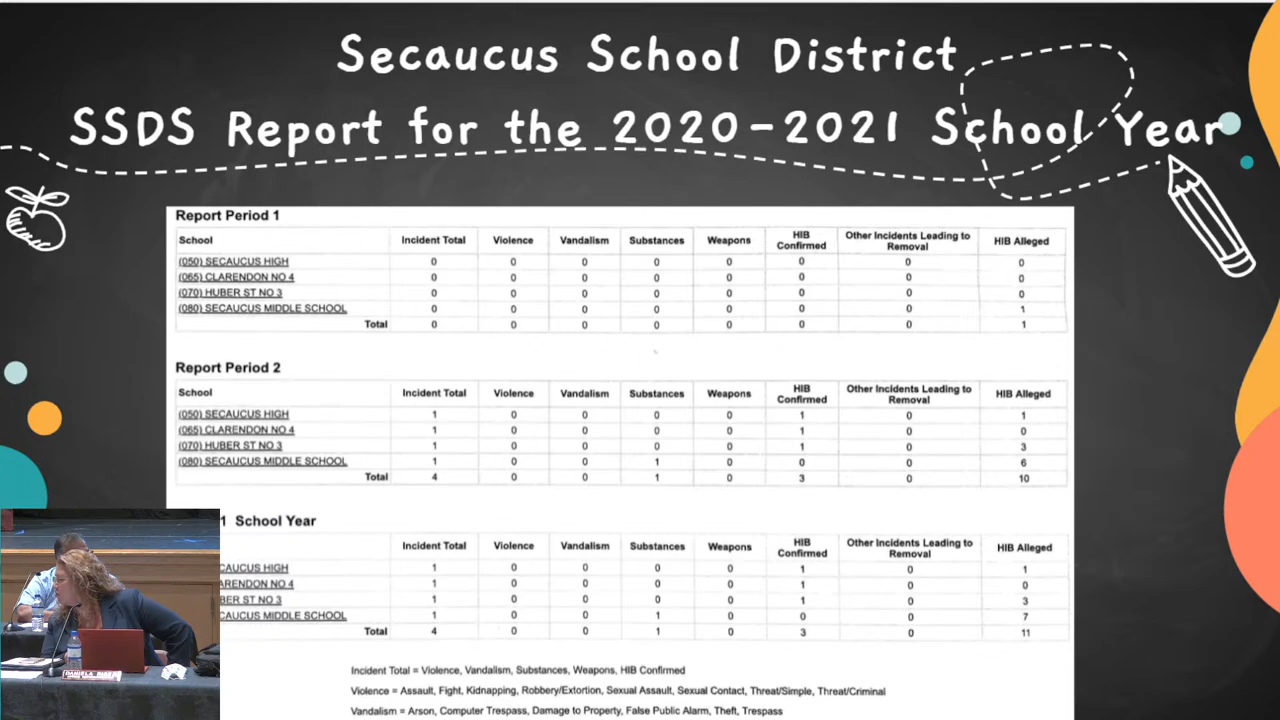 Secaucus School District
SSDS Report for the 2020-2021 School Year
Report Period 1
School Incident Total Violence Vandalism Substances Weapons HIB Confirmed Other Incidents Leading to Removal HIB Alleged
(050) SECAUCUS HIGH 0 0 0 0 0 0 0 0
(065) CLARENDON NO 4 0 0 0 0 0 0 0 0
(070) HUBER ST NO 3 0 0 0 0 0 0 0 0
(080) SECAUCUS MIDDLE SCHOOL 0 0 0 0 0 0 0 1
Total 0 0 0 0 0 0 0 1
Report Period 2
School Incident Total Violence Vandalism Substances Weapons HIB Confirmed Other Incidents Leading to Removal HIB Alleged
(050) SECAUCUS HIGH 1 0 0 0 0 1 0 1
(065) CLARENDON NO 4 1 0 0 0 0 1 0 0
(070) HUBER ST NO 3 1 0 0 0 0 1 0 3
(080) SECAUCUS MIDDLE SCHOOL 1 0 0 1 0 0 0 6
Total 4 0 0 1 0 3 0 10
1 School Year
Incident Total Violence Vandalism Substances Weapons HIB Confirmed Other Incidents Leading to Removal HIB Alleged
CAUCUS HIGH 1 0 0 0 0 1 0 1
ARENDON NO 4 1 0 0 0 0 1 0 0
BER ST NO 3 1 0 0 0 0 1 0 3
CAUCUS MIDDLE SCHOOL 1 0 0 1 0 0 0 7
Total 4 0 0 1 0 3 0 11
Incident Total = Violence, Vandalism, Substances, Weapons, HIB Confirmed
Violence = Assault, Fight, Kidnapping, Robbery/Extortion, Sexual Assault, Sexual Contact, Threat/Simple, Threat/Criminal
Vandalism = Arson, Computer Trespass, Damage to Property, False Public Alarm, Theft, Trespass